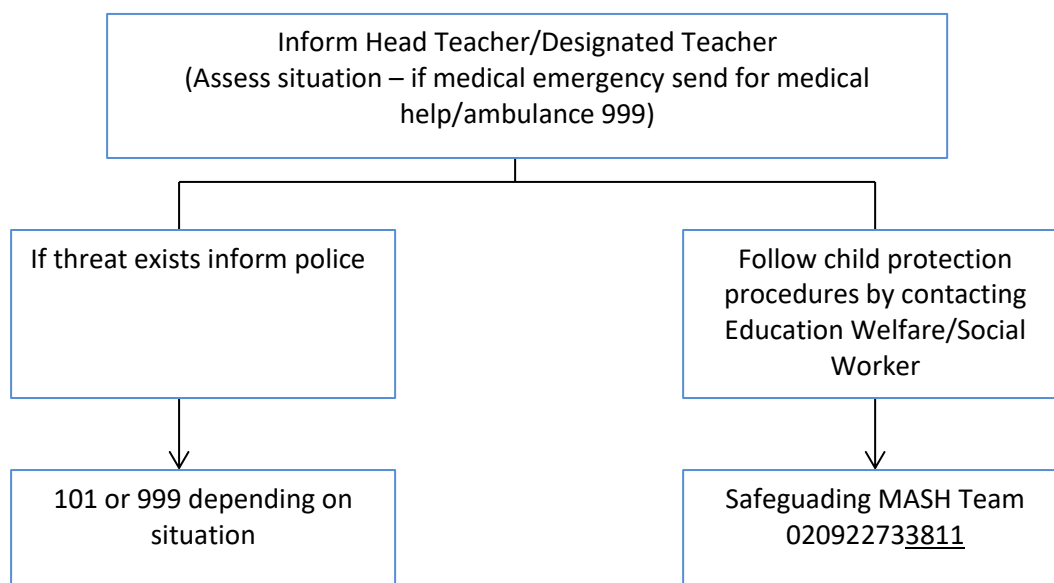 Inform Head Teacher/Designated Teacher
(Assess situation – if medical emergency send for medical
help/ambulance 999)
If threat exists inform police
Follow child protection
procedures by contacting
Education Welfare/Social
Worker
101 or 999 depending on
situation
Safeguading MASH Team
020922733811